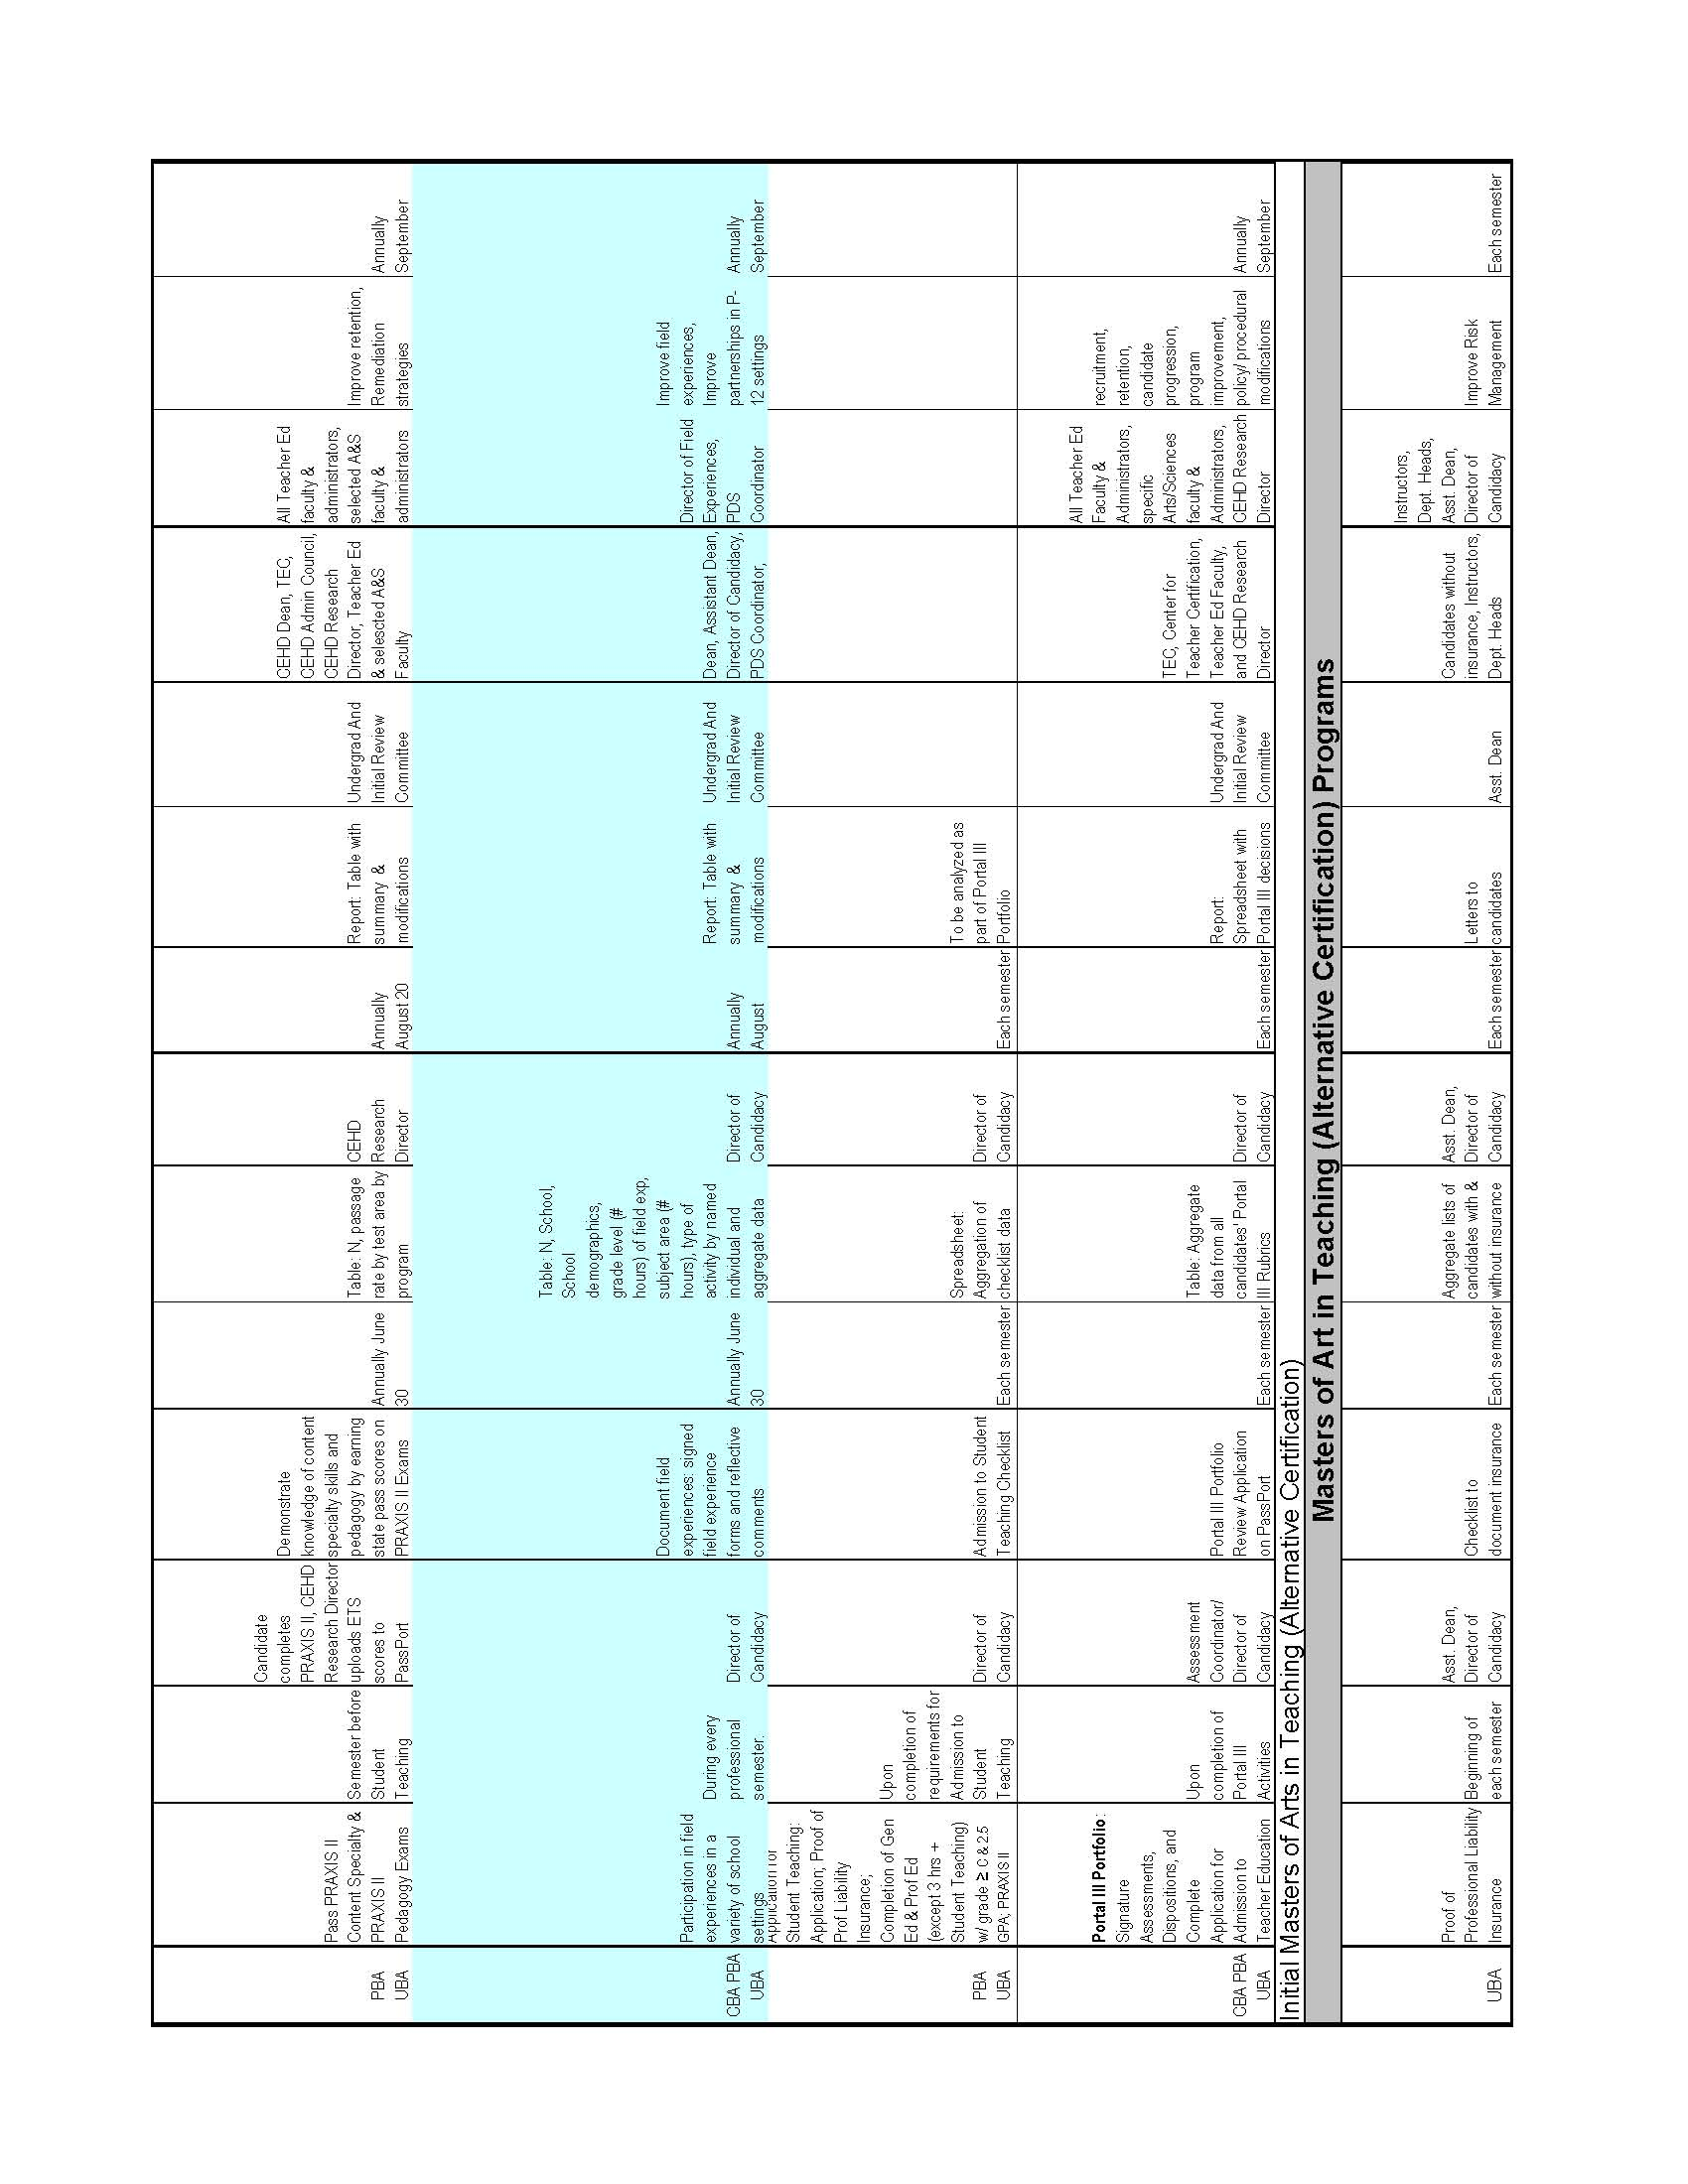 PBA
UBA
Pass PRAXIS II
Content Specialty &
PRAXIS II
Pedagogy Exams
Semester before
Student
Teaching
Candidate
completes
PRAXIS II, CEHD
Research Director
uploads ETS
scores to
PassPort
Demonstrate
knowledge of content
specialty skills and
pedagogy by earning
state pass scores on
PRAXIS II Exams
Annually June
30
Table: N, passage
rate by test area by
program
CEHD
Research
Director
Annually
August 20
Report: Table with
summary &
modifications
Undergrad And
Initial Review
Committee
CEHD Dean, TEC,
CEHD Admin Council,
CEHD Research
Director, Teacher Ed
& selescted A&S
Faculty
All Teacher Ed
faculty &
administrators,
selected A&S
faculty &
administrators
Improve retention,
Remediation
strategies
Annually
September
CBA PBA
UBA
Participation in field
experiences in a
variety of school
settings
During every
professional
semester.
Director of
Candidacy
Document field
experiences: signed
field experience
forms and reflective
comments
Annually June
30
Table: N, School,
School
demographics,
grade level (#
hours) of field exp,
subject area (#
hours), type of
activity by named
individual and
aggregate data
Director of
Candidacy
Annually
August
Report: Table with
summary &
modifications
Undergrad And
Initial Review
Committee
Dean, Assistant Dean,
Director of Candidacy,
PDS Coordinator,
Director of Field
Experiences,
PDS
Coordinator
Improve field
experiences,
Improve
partnerships in P-
12 settings
Annually
September
PBA
UBA
Application for
Student Teaching:
Application; Proof of
Prof Liability
Insurance;
Completion of Gen
Ed & Prof Ed
(except 3 hrs +
Student Teaching)
w/ grade ≥ C & 2.5
GPA; PRAXIS II
Upon
completion of
requirements for
Admission to
Student
Teaching
Director of
Candidacy
Admission to Student
Teaching Checklist
Each semester
Spreadsheet:
Aggregation of
checklist data
Director of
Candidacy
Each semester
To be analyzed as
part of Portal III
Portfolio
CBA PBA
UBA
Portal III Portfolio:
Signature
Assessments,
Dispositions, and
Complete
Application for
Admission to
Teacher Education
Upon
completion of
Portal III
Activities
Assessment
Coordinator/
Director of
Candidacy
Portal III Portfolio
Review Application
on PassPort
Each semester
Table: Aggregate
data from all
candidates' Portal
III Rubrics
Director of
Candidacy
Each semester
Report:
Spreadsheet with
Portal III decisions
Undergrad And
Initial Review
Committee
TEC, Center for
Teacher Certification,
Teacher Ed Faculty,
and CEHD Research
Director
All Teacher Ed
Faculty &
Administrators,
specific
Arts/Sciences
faculty &
Administrators,
CEHD Research
Director
recruitment,
retention,
candidate
progression,
program
improvement,
policy/ procedural
modifications
Annually
September
Initial Masters of Arts in Teaching (Alternative Certification)
Masters of Art in Teaching (Alternative Certification) Programs
UBA
Proof of
Professional Liability
Insurance
Beginning of
each semester
Asst. Dean,
Director of
Candidacy
Checklist to
document insurance
Each semester
Aggregate lists of
candidates with &
without insurance
Asst. Dean,
Director of
Candidacy
Each semester
Letters to
candidates
Asst. Dean
Candidates without
insurance, Instructors,
Dept. Heads
Instructors,
Dept. Heads,
Asst. Dean,
Director of
Candidacy
Improve Risk
Management
Each semester